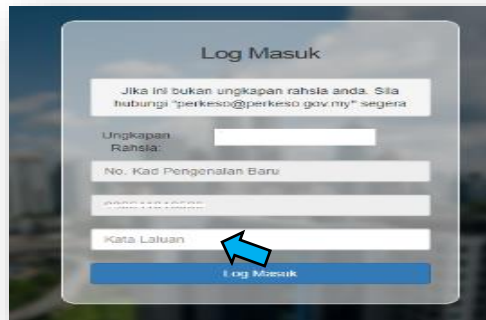 Log Masuk
Jika ini bukan ungkapan rahsia anda. Sila
hubungi "perkeso@perkeso.gov.my" segera
Ungkapan
Rahsia:
No. Kad Pengenalan Baru
Kata Laluan
Log Masuk